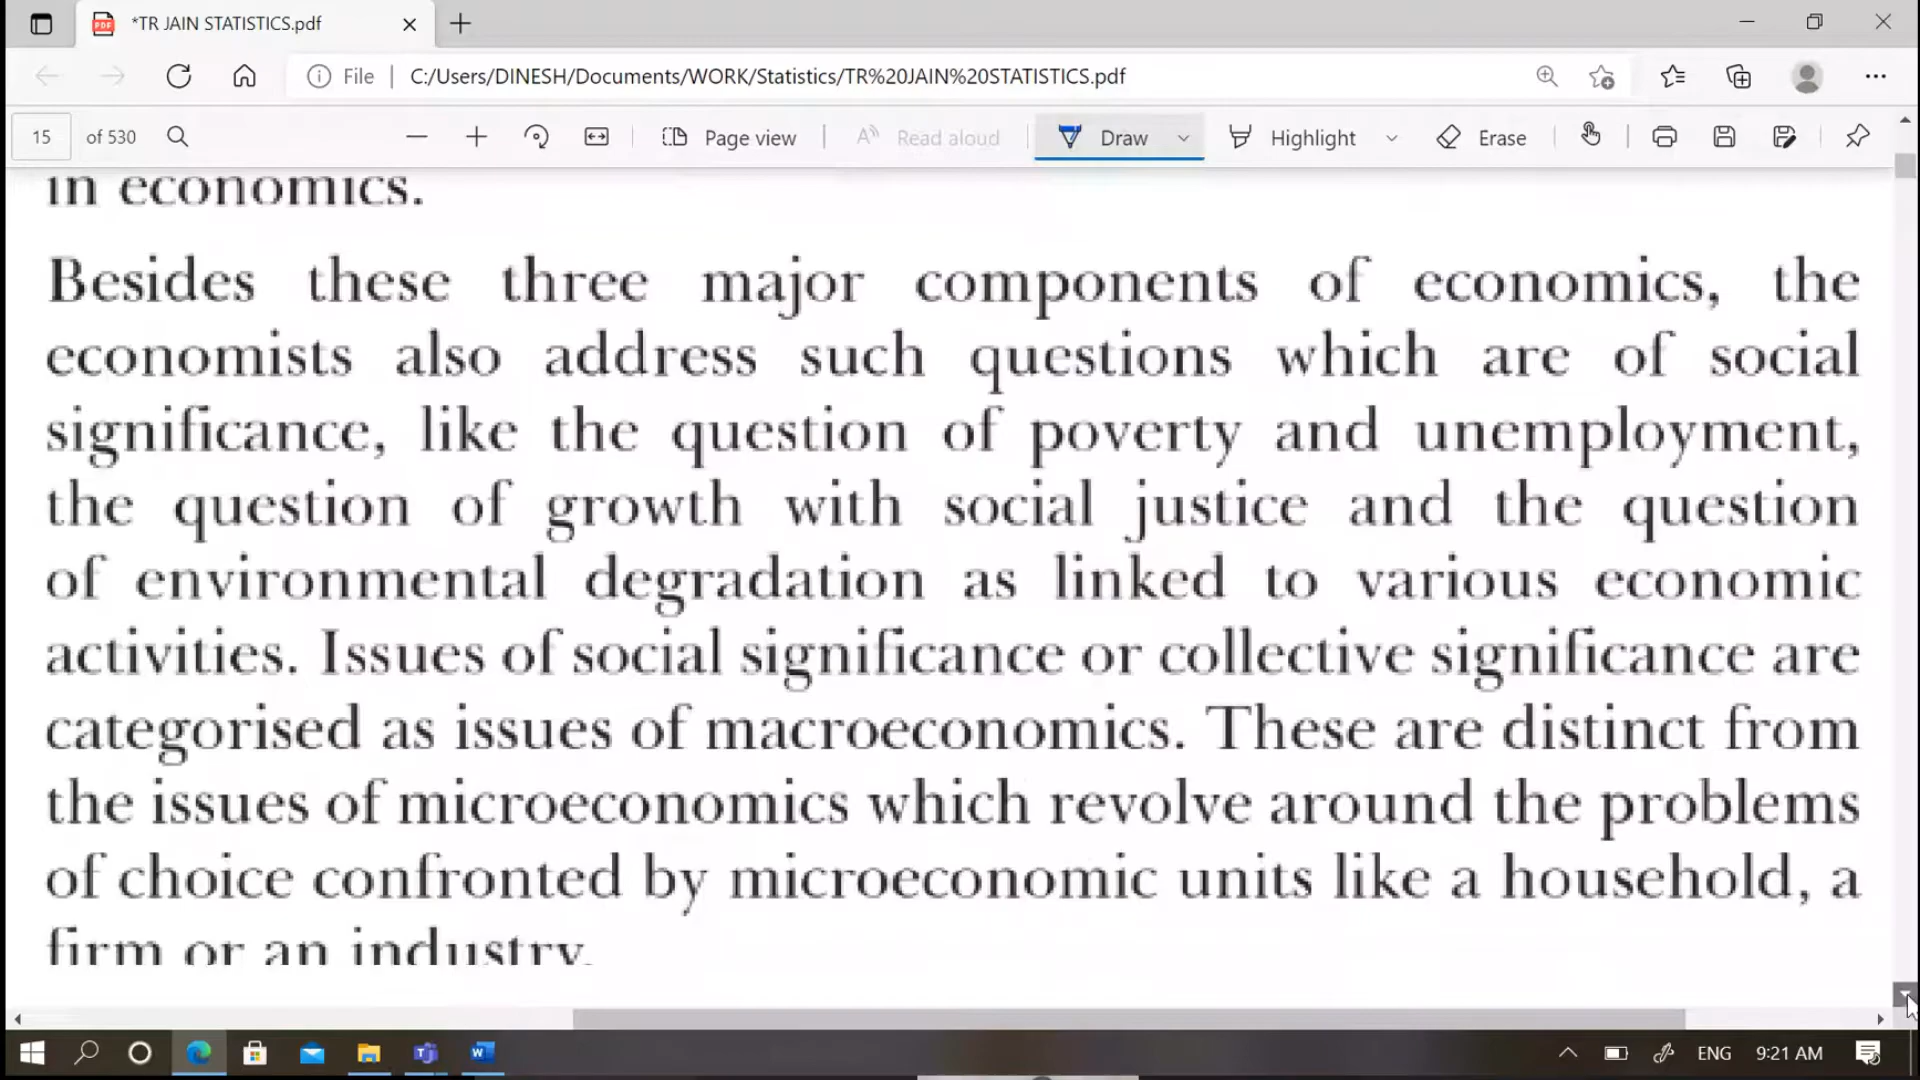 *TR JAIN STATISTICS.pdf
File
C:/Users/DINESH/Documents/WORK/Statistics/TR%20JAIN%20STATISTICS.pdf
15 of 530
Page view
Read aloud
Draw
Highlight
Erase
in economics.
Besides these three major components of economics, the
economists also address such questions which are of social
significance, like the question of poverty and unemployment,
the question of growth with social justice and the question
of environmental degradation as linked to various economic
activities. Issues of social significance or collective significance are
categorised as issues of macroeconomics. These are distinct from
the issues of microeconomics which revolve around the problems
of choice confronted by microeconomic units like a household, a
firm or an industry.
ENG
9:21 AM